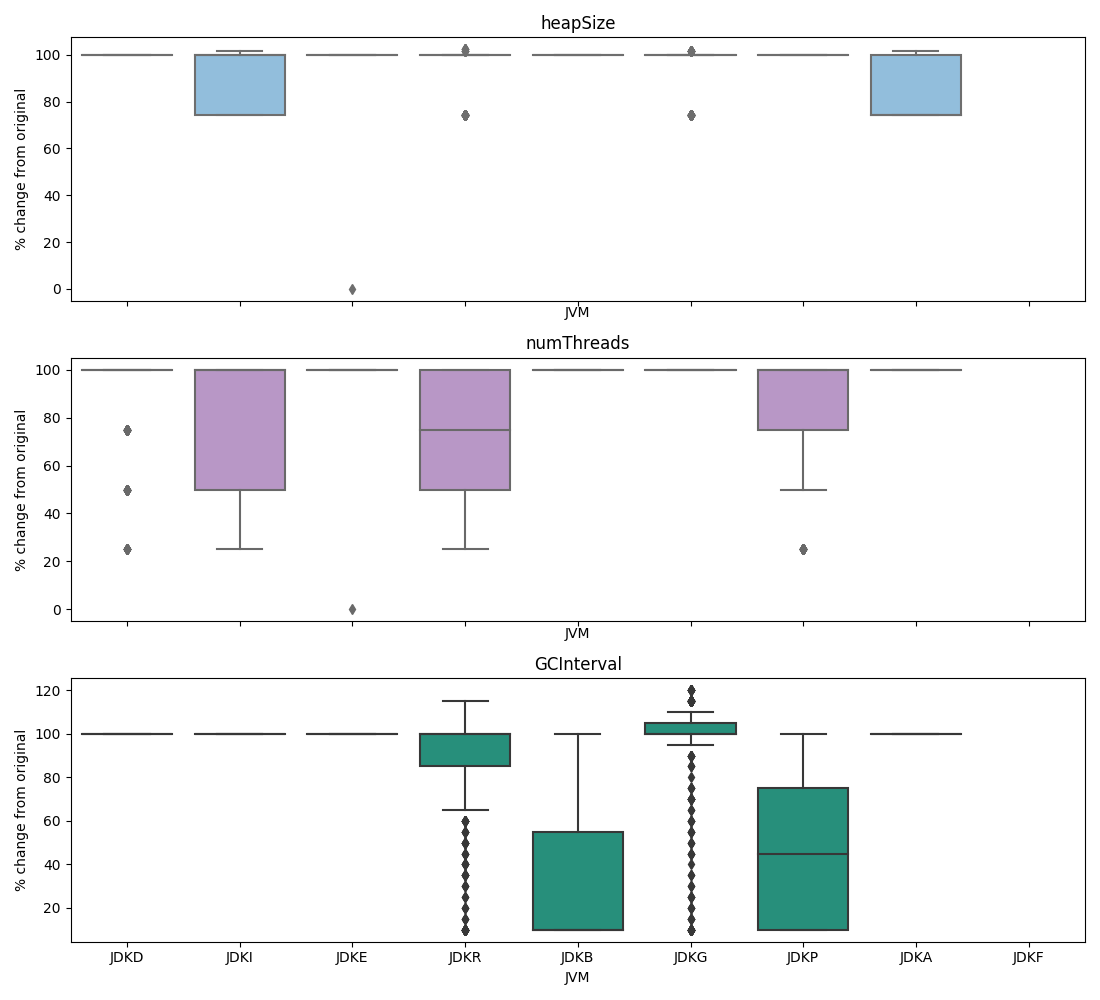 heapSize
% change from original
100
80
60
40
20
0
JVM
numThreads
% change from original
100
80
60
40
20
0
JVM
GCInterval
% change from original
120
100
80
60
40
20
JDKD JDKI JDKE JDKR JDKB JDKG JDKP JDKA JDKF
JVM